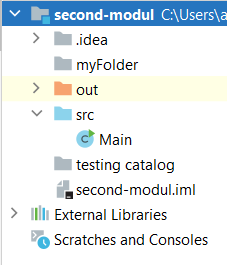 second-modul C:\Users\a
.idea
myFolder
out
src
Main
testing catalog
second-modul.iml
External Libraries
Scratches and Consoles